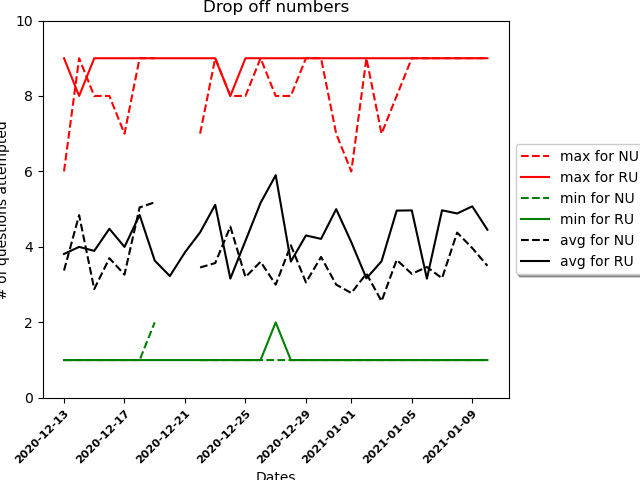 Drop off numbers
# of questions attempted
10
8
6
4
2
0
2020-12-13
2020-12-17
2020-12-21
2020-12-25
2020-12-29
2021-01-01
2021-01-05
2021-01-09
Dates
max for NU
max for RU
min for NU
min for RU
avg for NU
avg for RU